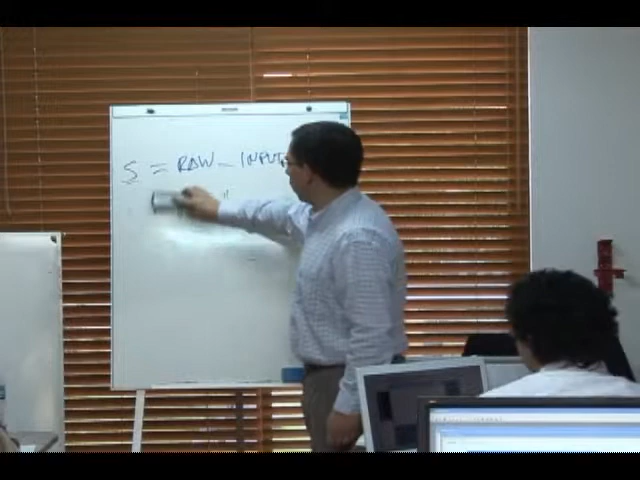 S = RAW_INPUT
"